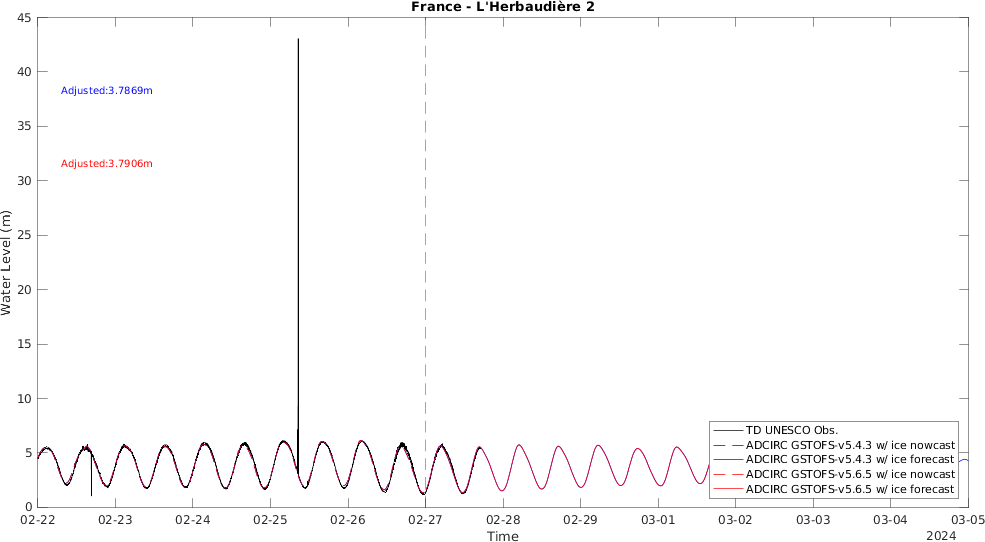 France - L'Herbaudière 2
45
40
35
30
25
20
15
10
5
0
Water Level (m)
Adjusted:3.7869m
Adjusted:3.7906m
TD UNESCO Obs.
ADCIRC GSTOFS-v5.4.3 w/ ice nowcast
ADCIRC GSTOFS-v5.4.3 w/ ice forecast
ADCIRC GSTOFS-v5.6.5 w/ ice nowcast
ADCIRC GSTOFS-v5.6.5 w/ ice forecast
02-22 02-23 02-24 02-25 02-26 02-27 02-28 02-29 03-01 03-02 03-03 03-04 03-05
Time
2024